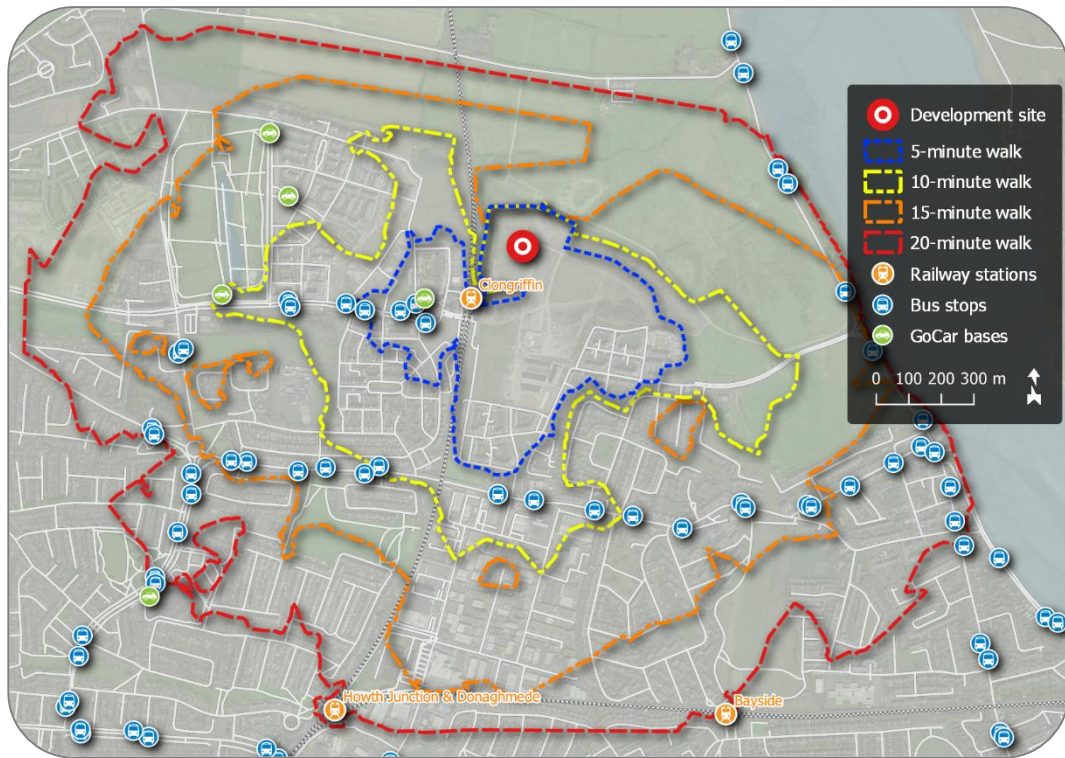 Development site
5-minute walk
10-minute walk
15-minute walk
20-minute walk
Railway stations
Bus stops
GoCar bases
0 100 200 300 m
Clongriffin
Howth Junction & Donaghmede
Bayside